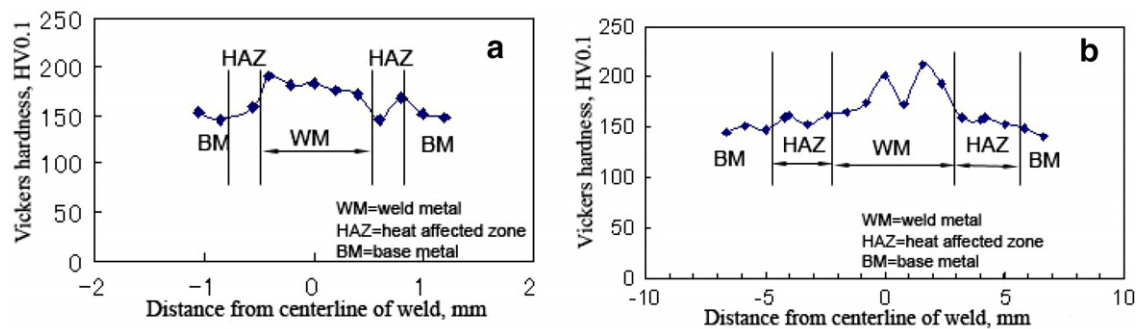 250
200
150
100
50
0
-2
-1
0
1
2
Vickers hardness, HV0.1
Distance from centerline of weld, mm
a
HAZ
HAZ
BM
WM
BM
WM=weld metal
HAZ=heat affected zone
BM=base metal
250
200
150
100
50
0
-10
-5
0
5
10
Vickers hardness, HV0.1
Distance from centerline of weld, mm
b
BM
HAZ
WM
HAZ
BM
WM=weld metal
HAZ=heat affected zone
BM=base metal